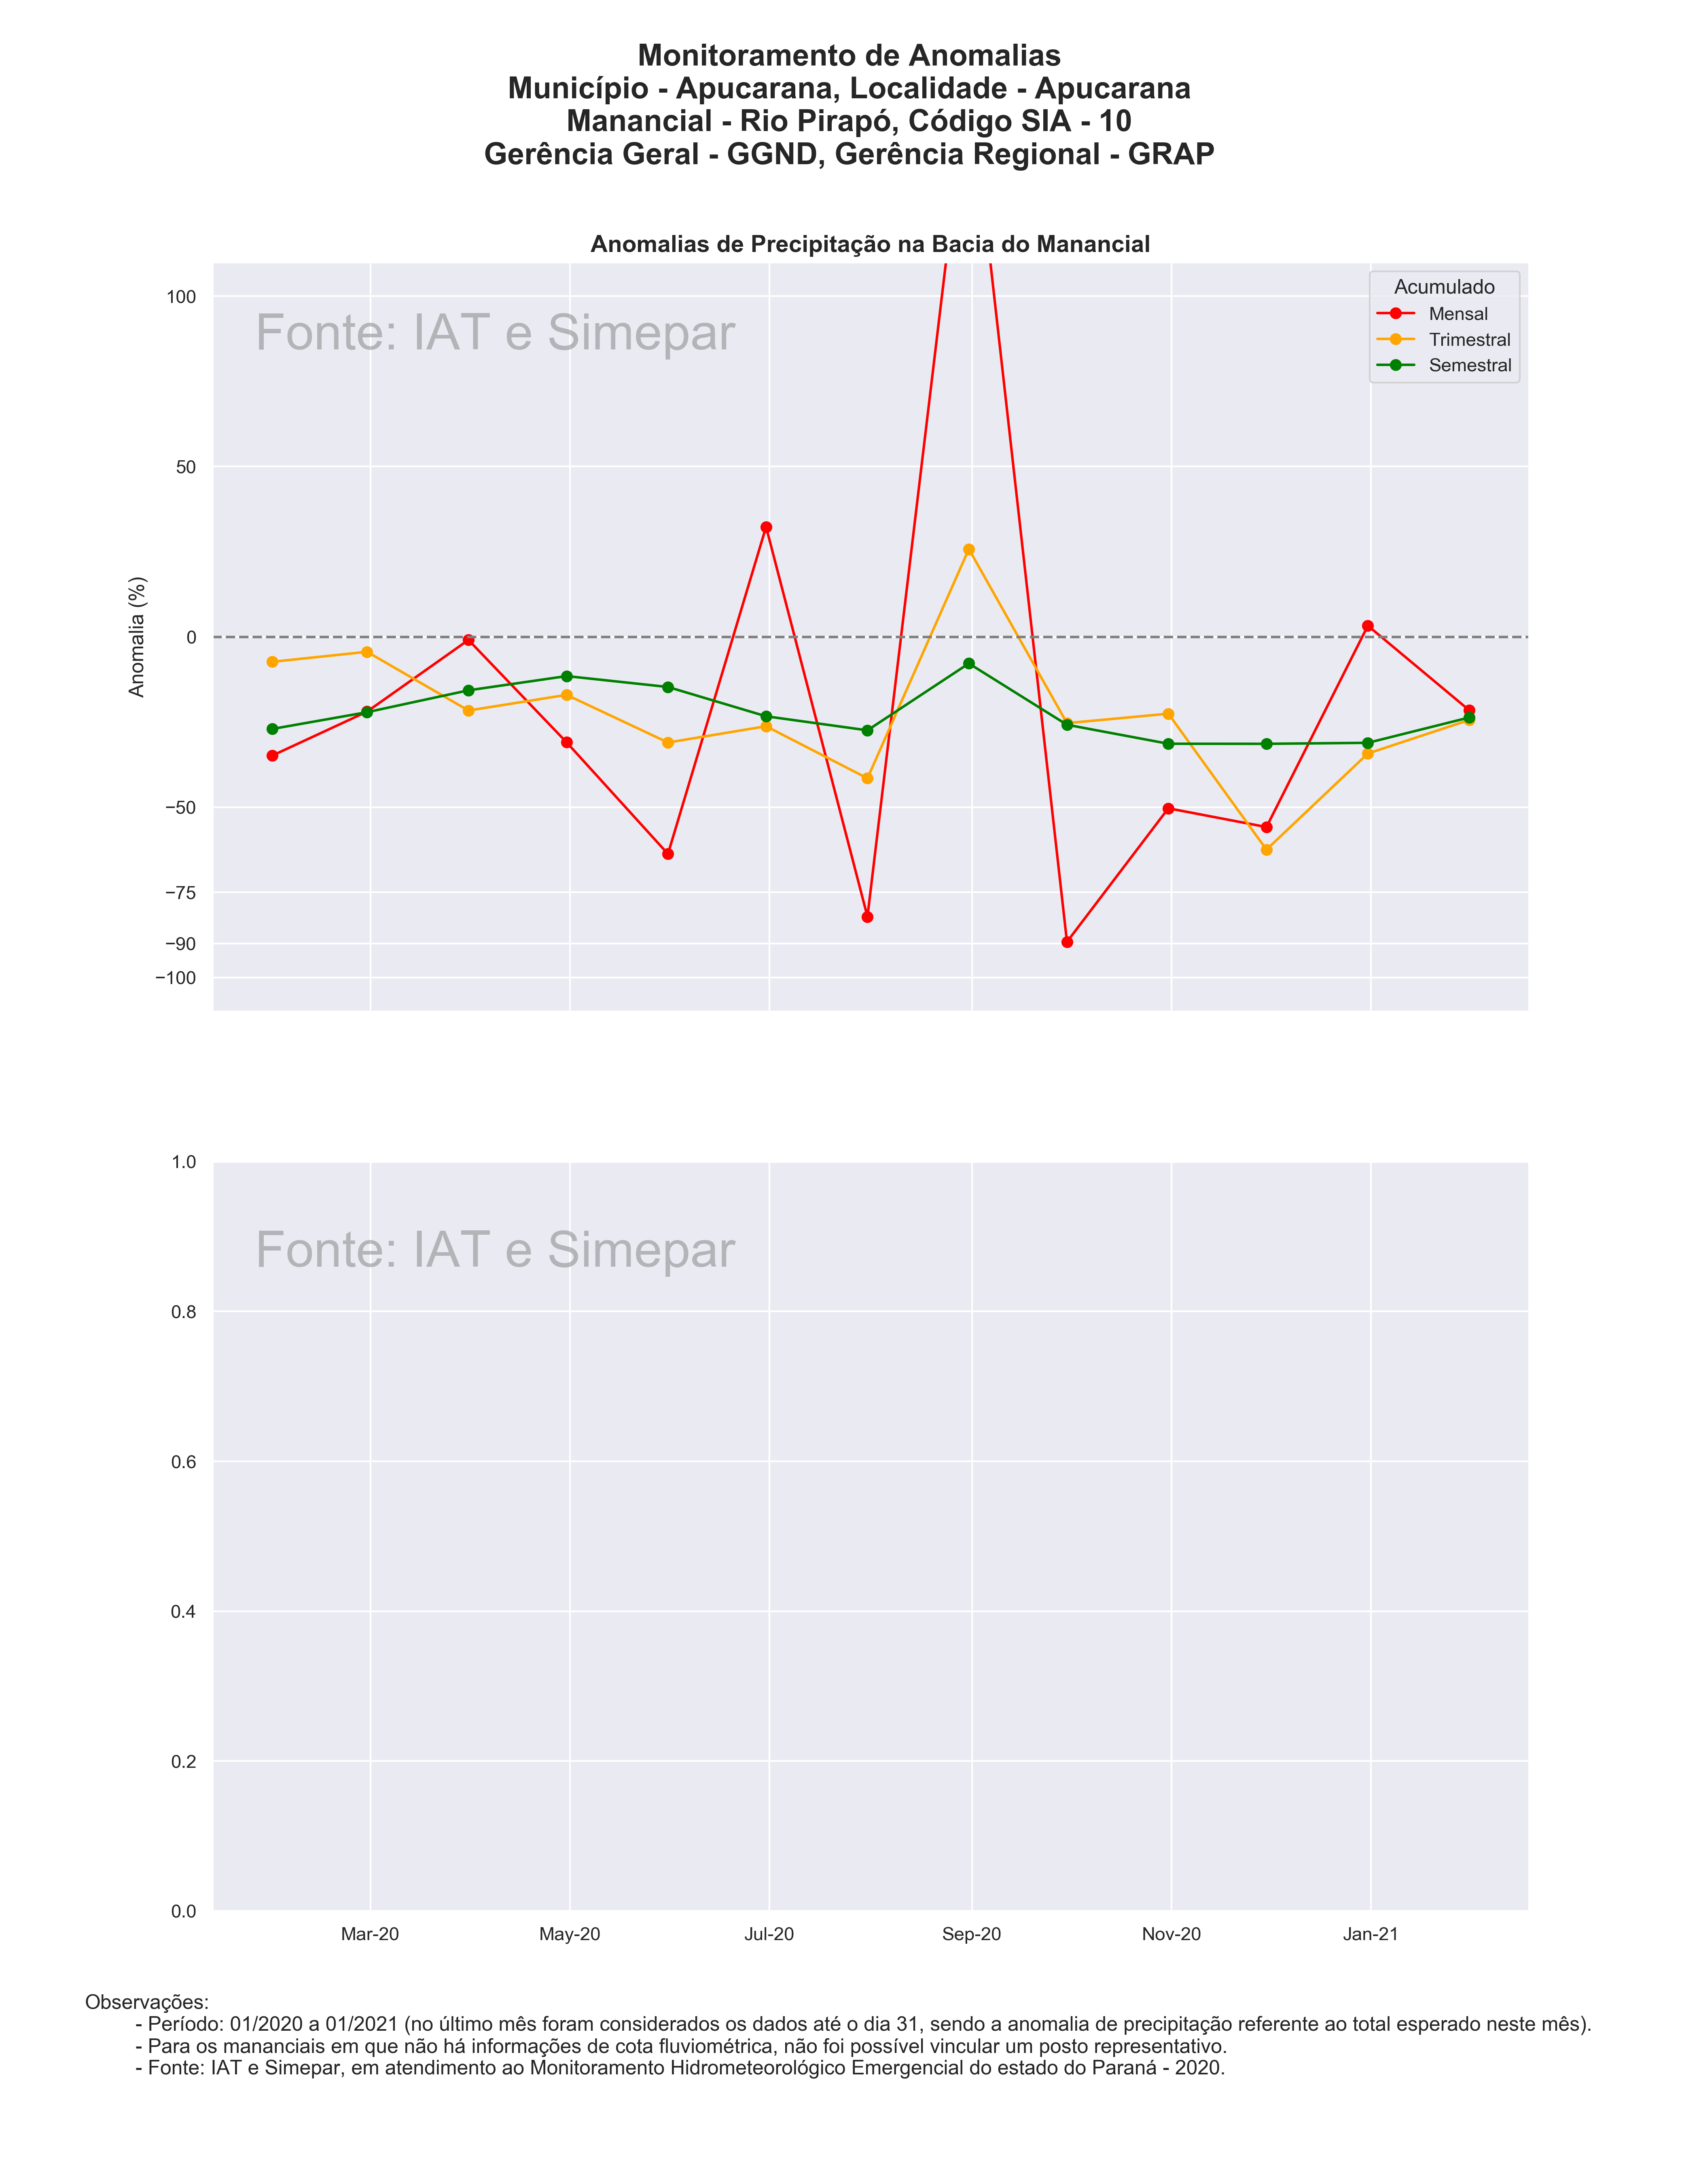 Monitoramento de Anomalias
Município - Apucarana, Localidade - Apucarana
Manancial - Rio Pirapó, Código SIA - 10
Gerência Geral - GGND, Gerência Regional - GRAP
Anomalias de Precipitação na Bacia do Manancial
Fonte: IAT e Simepar
Acumulado
Mensal
Trimestral
Semestral
Anomalia (%)
100
50
0
−50
−75
−90
−100
Fonte: IAT e Simepar
1.0
0.8
0.6
0.4
0.2
0.0
Mar-20 May-20 Jul-20 Sep-20 Nov-20 Jan-21
Observações:
- Período: 01/2020 a 01/2021 (no último mês foram considerados os dados até o dia 31, sendo a anomalia de precipitação referente ao total esperado neste mês).
- Para os mananciais em que não há informações de cota fluviométrica, não foi possível vincular um posto representativo.
- Fonte: IAT e Simepar, em atendimento ao Monitoramento Hidrometeorológico Emergencial do estado do Paraná - 2020.